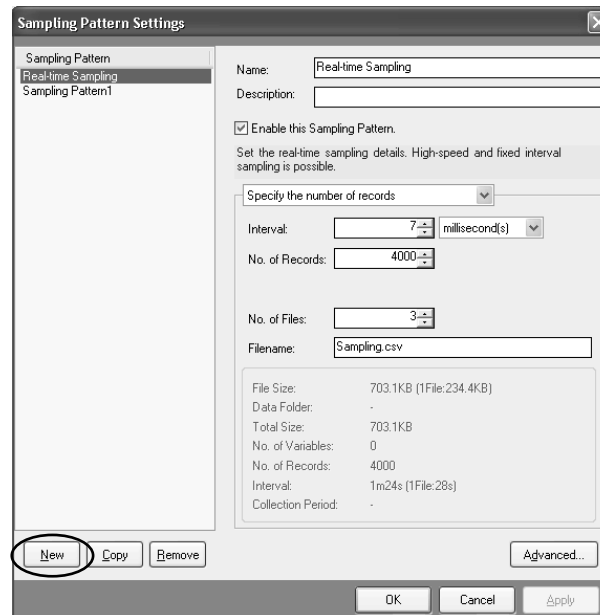 Sampling Pattern Settings
Sampling Pattern
Real-time Sampling
Sampling Pattern1
Name: Real-time Sampling
Description:
Enable this Sampling Pattern.
Set the real-time sampling details. High-speed and fixed interval
sampling is possible.
Specify the number of records
Interval: 7 millisecond(s)
No. of Records: 4000
No. of Files: 3
Filename: Sampling.csv
File Size: 703.1KB (1File:234.4KB)
Data Folder: -
Total Size: 703.1KB
No. of Variables: 0
No. of Records: 4000
Interval: 1m24s (1File:28s)
Collection Period: -
New Copy Remove Advanced...
OK Cancel Apply